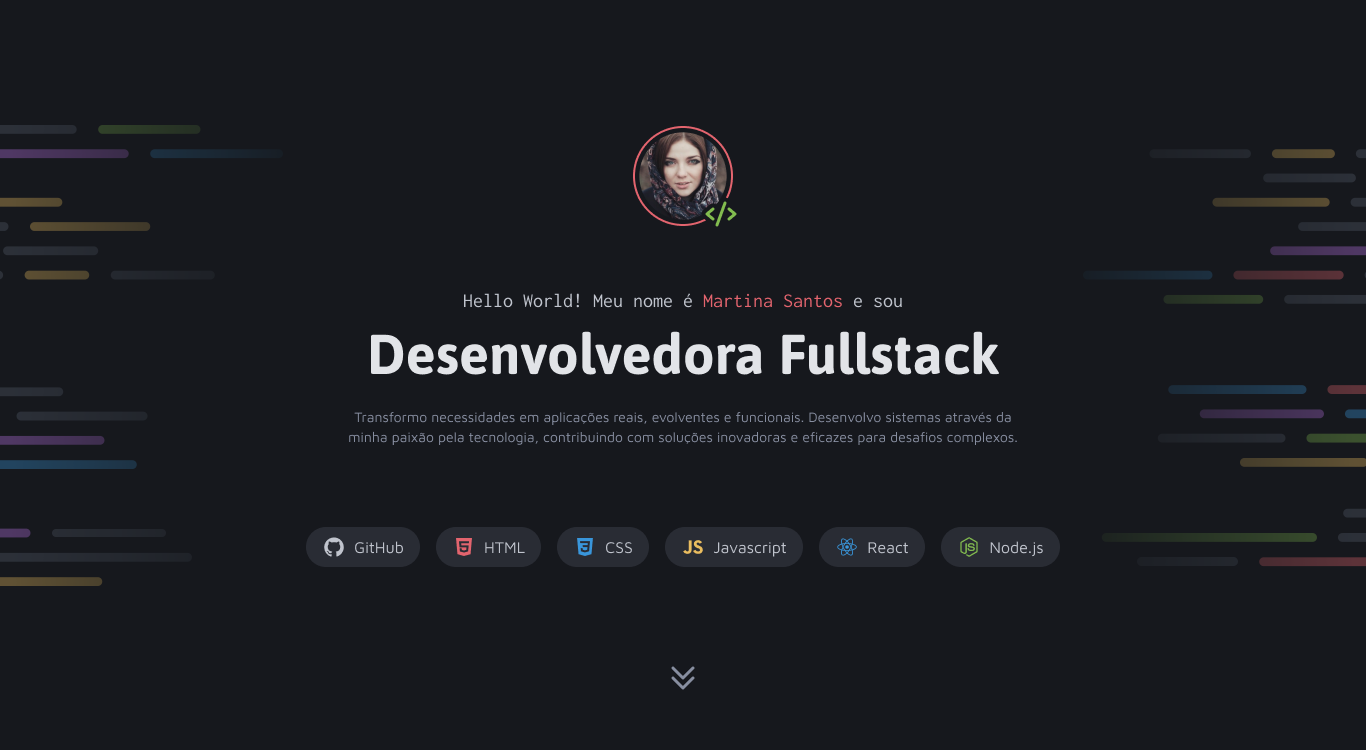 Hello World! Meu nome é Martina Santos e sou
Desenvolvedora Fullstack
Transformo necessidades em aplicações reais, evolventes e funcionais. Desenvolvo sistemas através da
minha paixão pela tecnologia, contribuindo com soluções inovadoras e eficazes para desafios complexos.
GitHub HTML CSS JS Javascript React Node.js